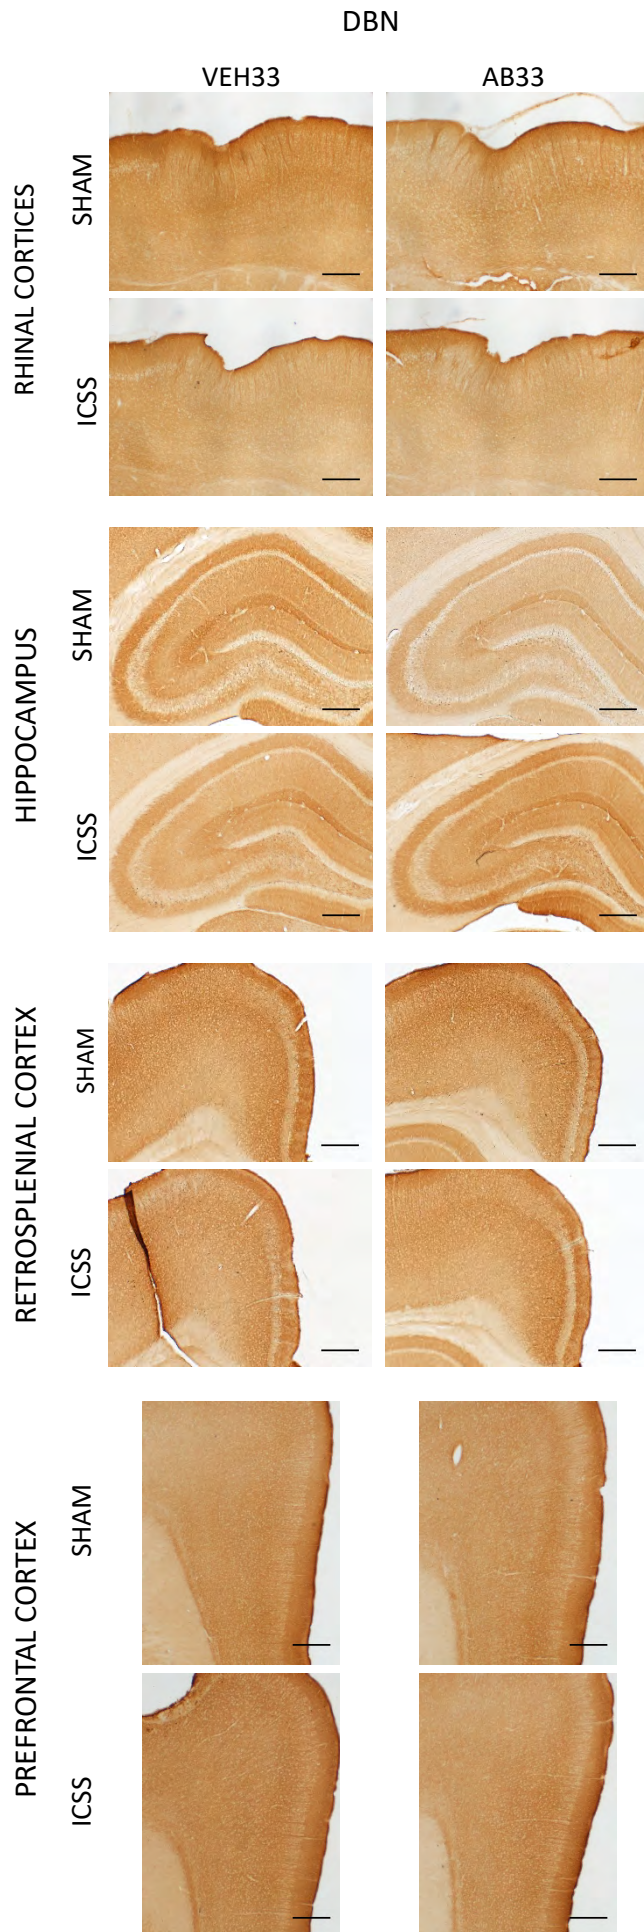 DBN
VEH33 AB33
RHINAL CORTICES
SHAM
ICSS
HIPPOCAMPUS
SHAM
ICSS
RETROSPLENIAL CORTEX
SHAM
ICSS
PREFRONTAL CORTEX
SHAM
ICSS